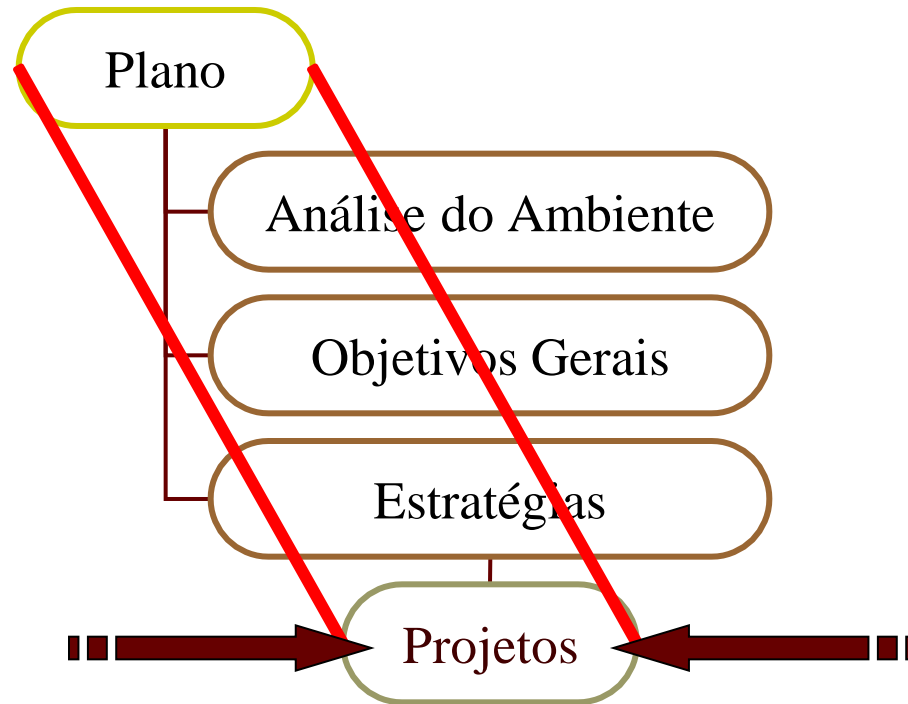 Plano
Análise do Ambiente
Objetivos Gerais
Estratégias
Projetos